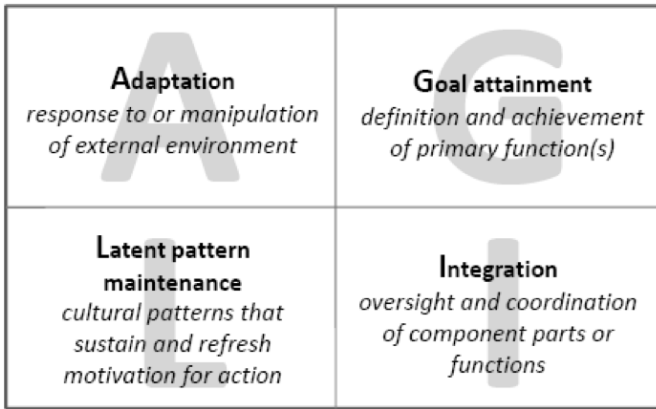 A
Adaptation
response to or manipulation
of external environment
G
Goal attainment
definition and achievement
of primary function(s)
L
Latent pattern
maintenance
cultural patterns that
sustain and refresh
motivation for action
I
Integration
oversight and coordination
of component parts or
functions